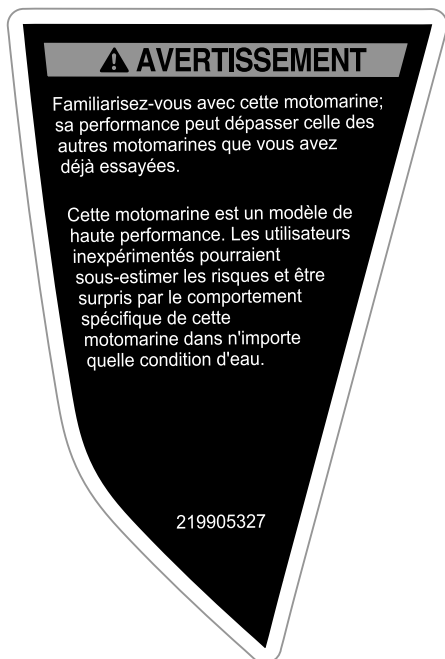 AVERTISSEMENT
Familiarisez-vous avec cette motomarine;
sa performance peut dépasser celle des
autres motomarines que vous avez
déjà essayées.
Cette motomarine est un modèle de
haute performance. Les utilisateurs
inexpérimentés pourraient
sous-estimer les risques et être
surpris par le comportement
spécifique de cette
motomarine dans n'importe
quelle condition d'eau.
219905327